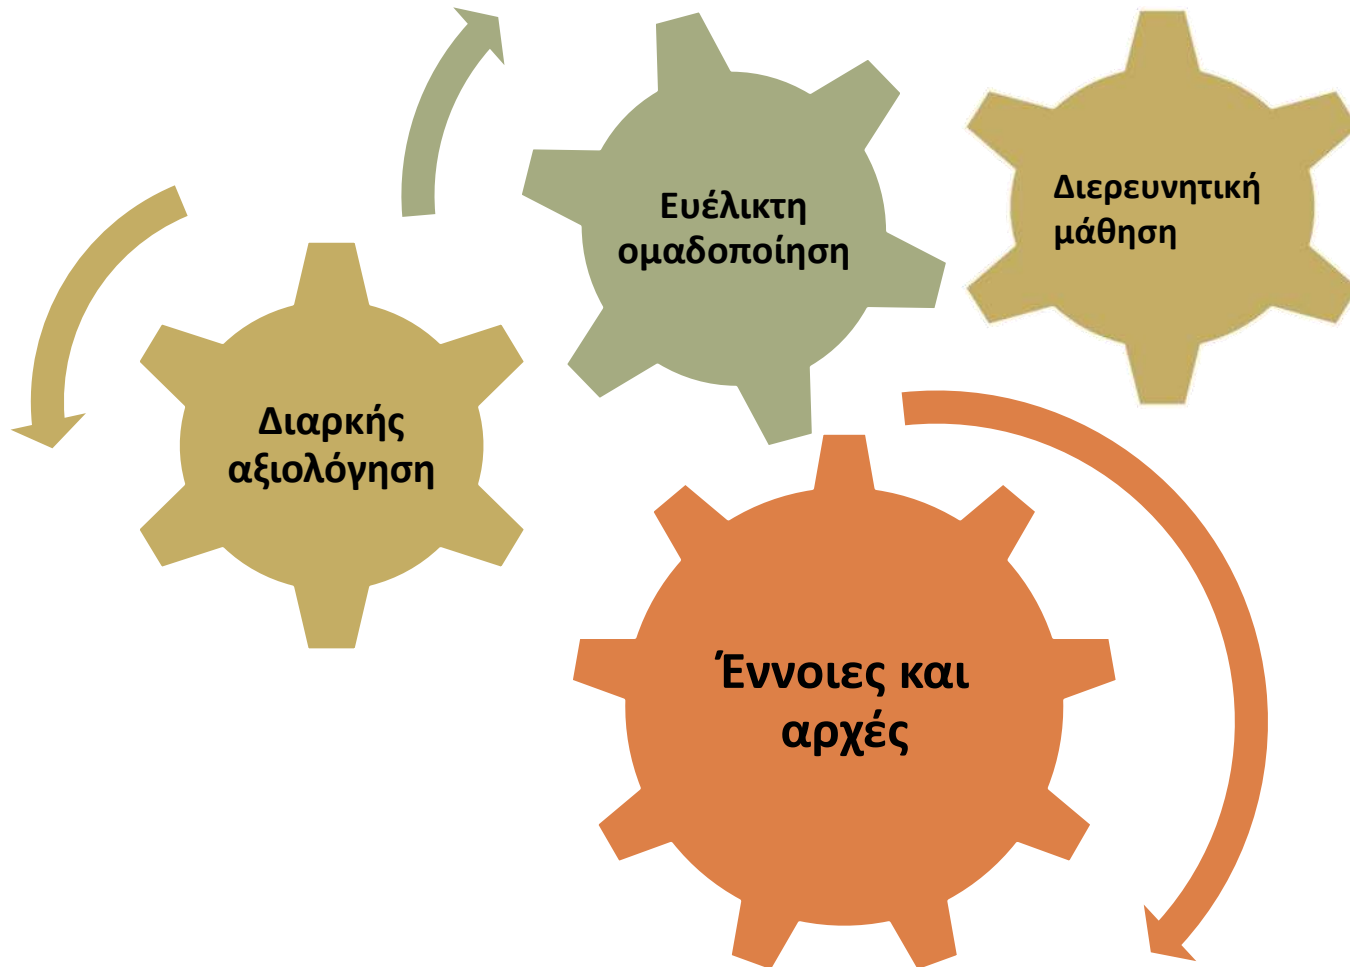 Ευέλικτη
ομαδοποίηση
Διερευνητική
μάθηση
Διαρκής
αξιολόγηση
Έννοιες και
αρχές